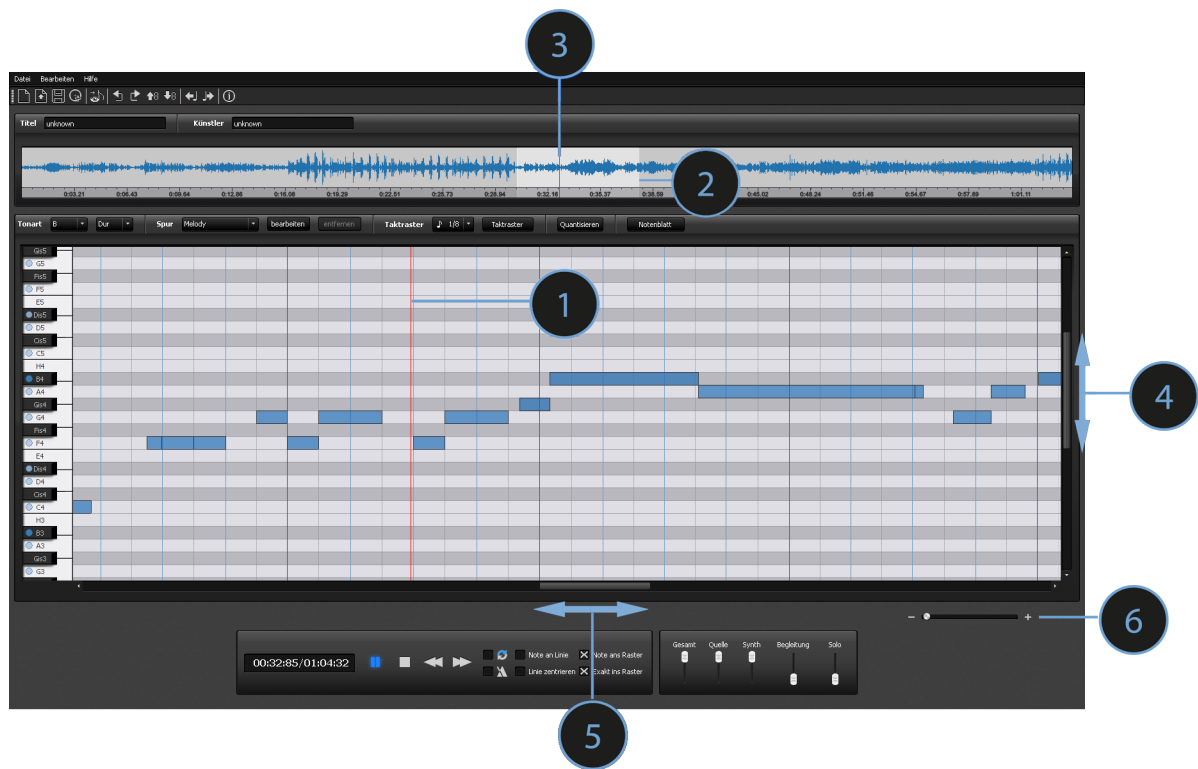 3
Datei Bearbeiten Hilfe
Titel unknown Künstler unknown
2
0:03.21 0:06.43 0:09.64 0:12.86 0:16.08 0:19.29 0:22.51 0:25.73 0:28.94 0:32.16 0:35.37 0:38.59 0:45.02 0:48.24 0:51.46 0:54.67 0:57.89 1:01.11
Tonart B Dur Spur Melody bearbeiten entfernen Taktraster 1/8 Taktraster Quantisieren Notenblatt
Gis5
G5
Fis5
F5
E5
1
Dis5
D5
Cis5
C5
H4
B4
A4
4
Gis4
G4
Fis4
F4
E4
Dis4
D4
Cis4
C4
H3
B3
A3
Gis3
G3
− +
6
00:32:85/01:04:32
Note an Linie Note ans Raster
Linie zentrieren Exakt ins Raster
Gesamt Quelle Synth Begleitung Solo
5